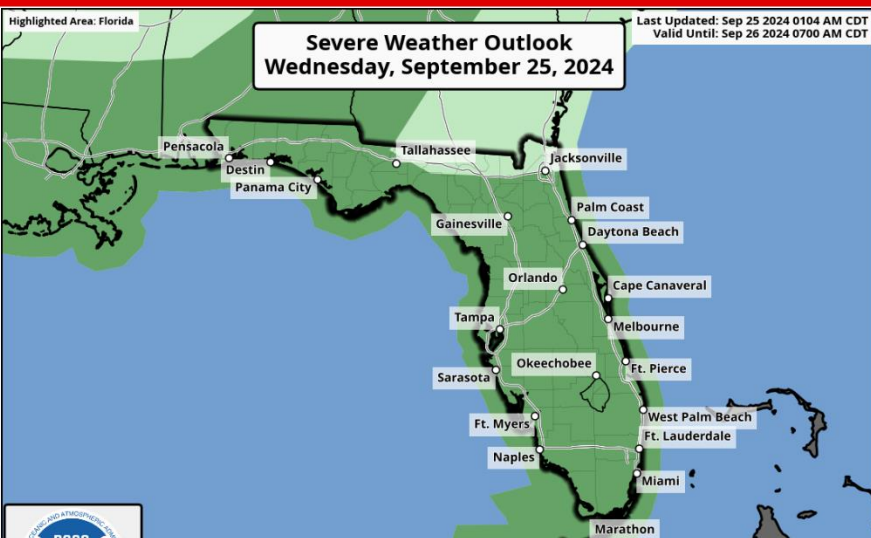 Highlighted Area: Florida
Last Updated: Sep 25 2024 0104 AM CDT
Valid Until: Sep 26 2024 0700 AM CDT
Severe Weather Outlook
Wednesday, September 25, 2024
Pensacola
Tallahassee
Jacksonville
Destin
Panama City
Palm Coast
Gainesville
Daytona Beach
Orlando
Cape Canaveral
Tampa
Melbourne
Okeechobee
Ft. Pierce
Sarasota
West Palm Beach
Ft. Myers
Ft. Lauderdale
Naples
Miami
Marathon
AND ATMOSPHERIC